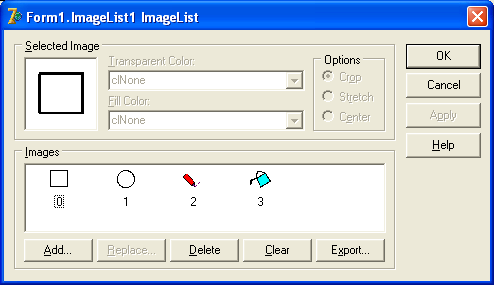 Form1.ImageList1 ImageList
Selected Image
Transparent Color:
clNone
Fill Color:
clNone
Options
Crop
Stretch
Center
OK
Cancel
Apply
Help
Images
0 1 2 3
Add... Replace... Delete Clear Export...